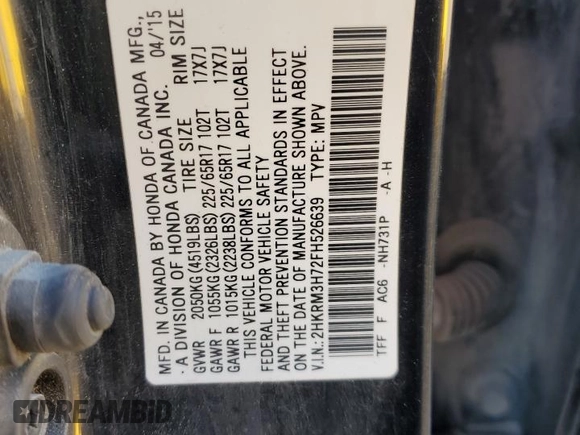 MFD. IN CANADA BY HONDA OF CANADA MFG.,
- A DIVISION OF HONDA CANADA INC. 04/'15
TIRE SIZE RIM SIZE
GVWR 2050KG(4519LBS)
GAWR F 1055KG(2326LBS) 225/65R17 102T 17X7J
GAWR R 1015KG(2238LBS) 225/65R17 102T 17X7J
THIS VEHICLE CONFORMS TO ALL APPLICABLE
FEDERAL MOTOR VEHICLE SAFETY
AND THEFT PREVENTION STANDARDS IN EFFECT
ON THE DATE OF MANUFACTURE SHOWN ABOVE.
V.I.N.: 2HKRM3H72FH526639 TYPE: MPV
TFF F AC6 -NH731P -A -H
DREAMBID